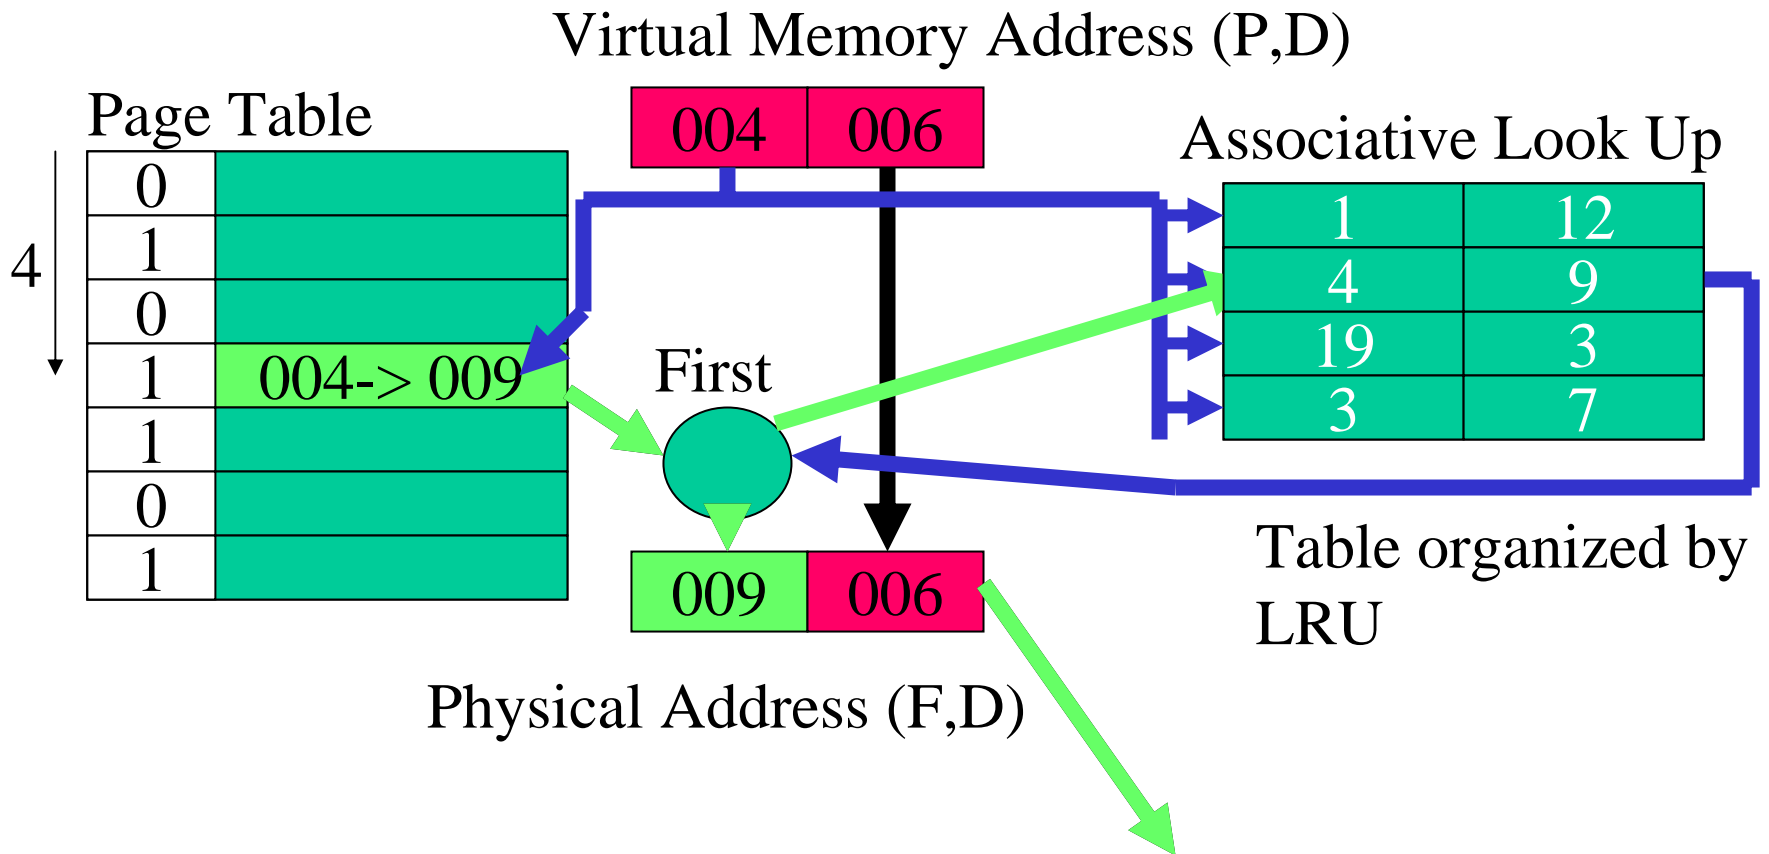 Virtual Memory Address (P,D)
Page Table
004 006
Associative Look Up
4
0
1
0
1 004-> 009
1
0
1
1 12
4 9
19 3
3 7
First
009 006
Table organized by
LRU
Physical Address (F,D)